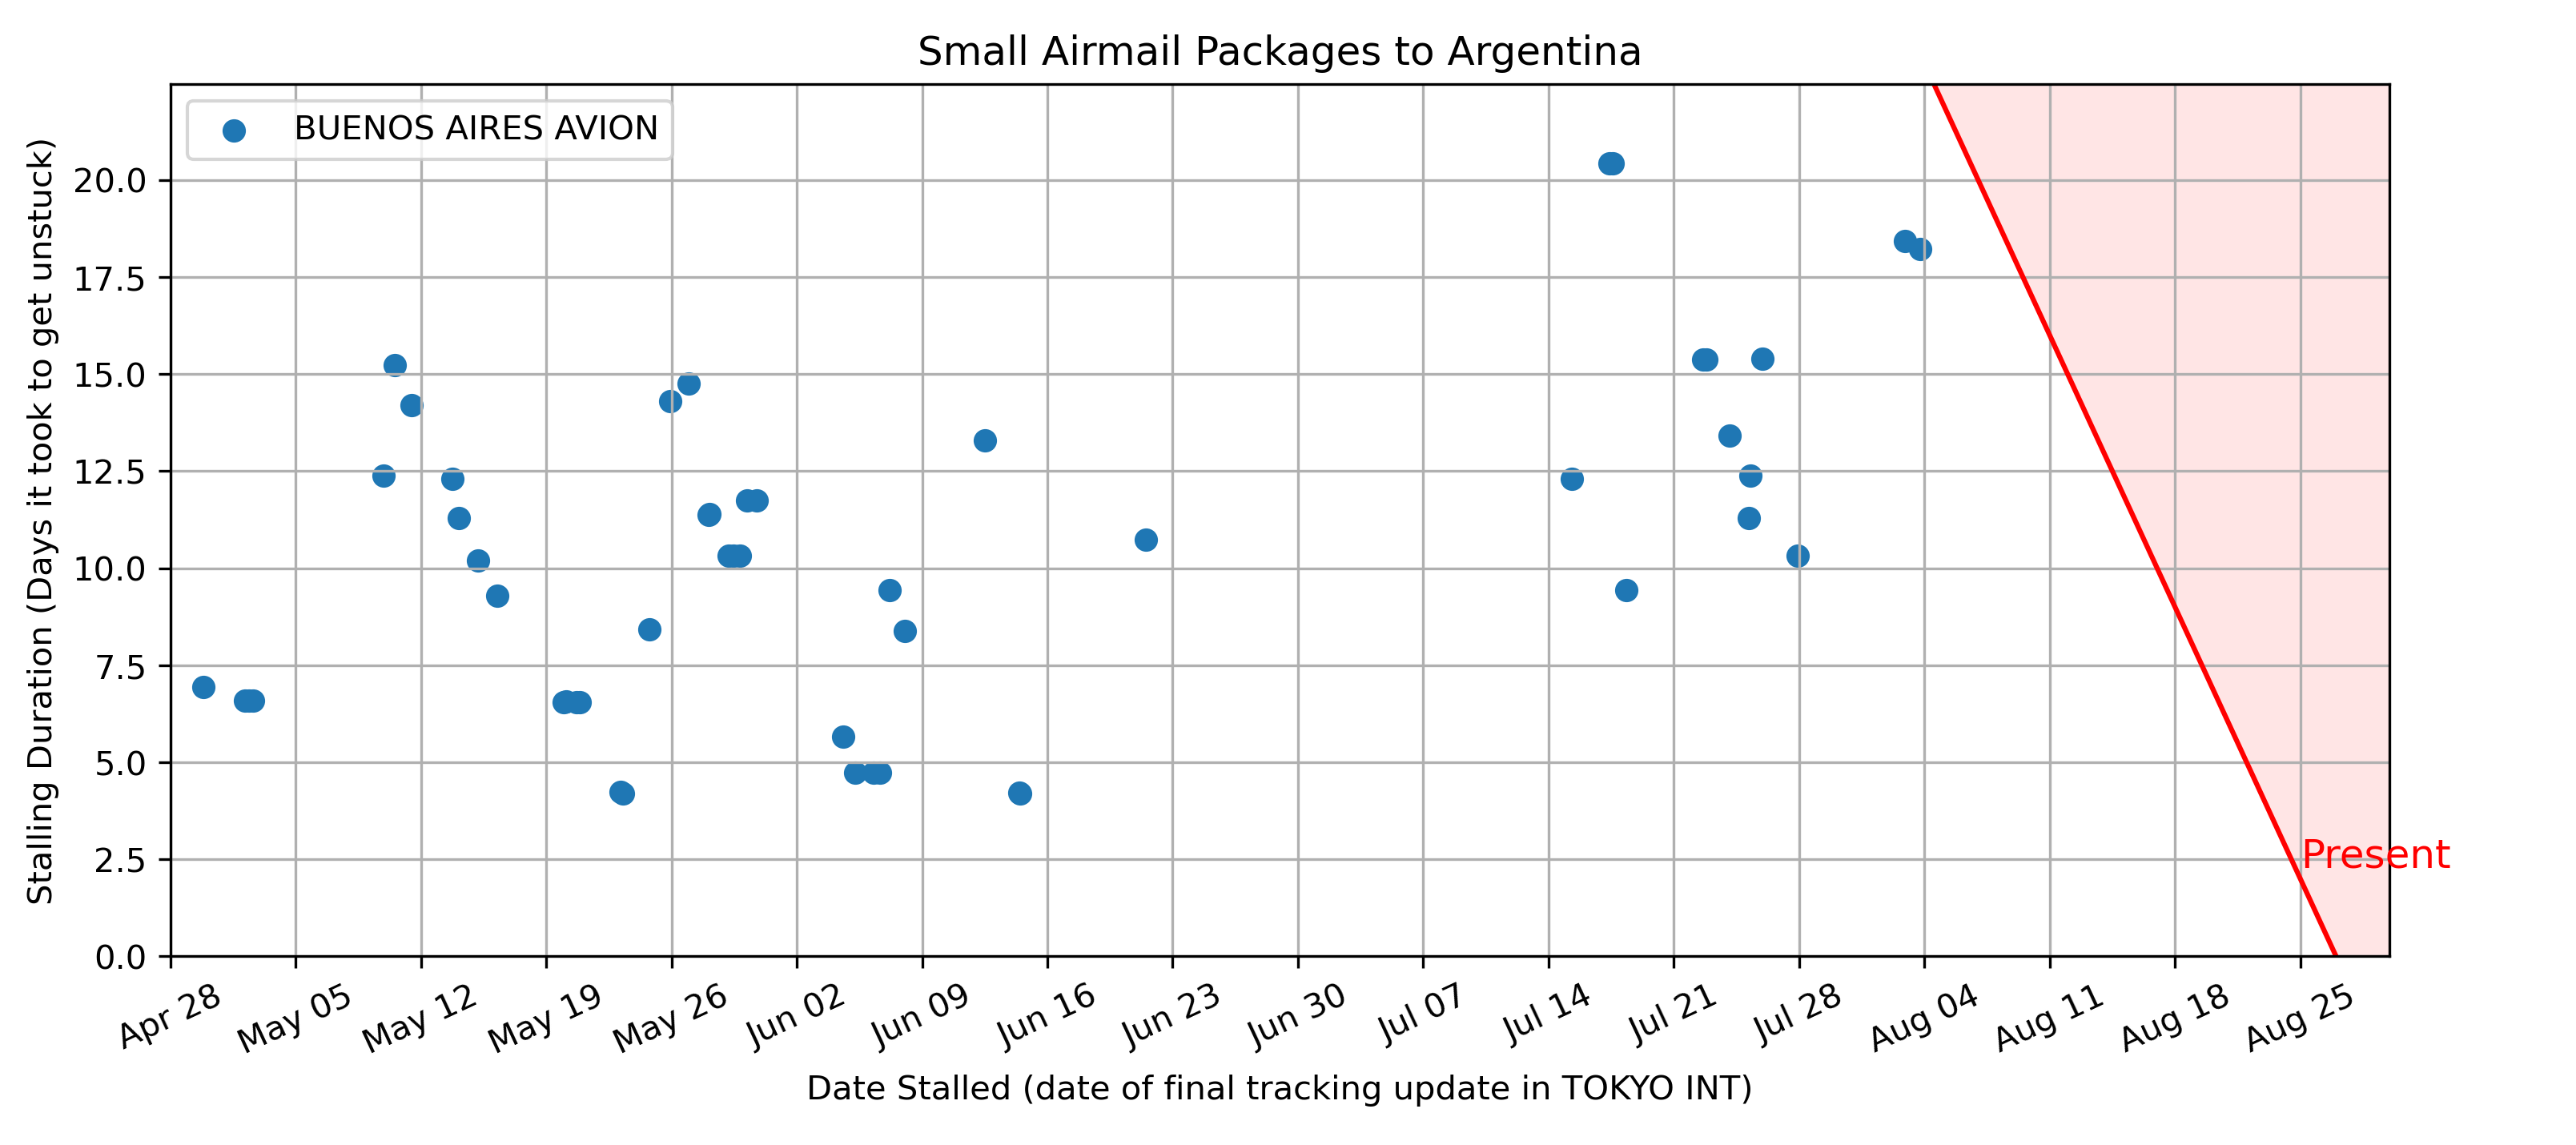 Small Airmail Packages to Argentina
BUENOS AIRES AVION
Stalling Duration (Days it took to get unstuck)
20.0
17.5
15.0
12.5
10.0
7.5
5.0
2.5
0.0
Present
Apr 28
May 05
May 12
May 19
May 26
Jun 02
Jun 09
Jun 16
Jun 23
Jun 30
Jul 07
Jul 14
Jul 21
Jul 28
Aug 04
Aug 11
Aug 18
Aug 25
Date Stalled (date of final tracking update in TOKYO INT)